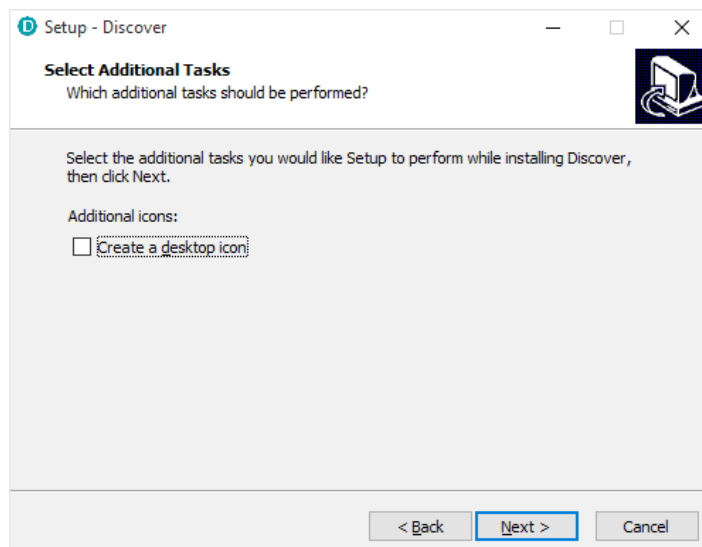 Setup - Discover
Select Additional Tasks
Which additional tasks should be performed?
Select the additional tasks you would like Setup to perform while installing Discover,
then click Next.
Additional icons:
Create a desktop icon
< Back Next > Cancel